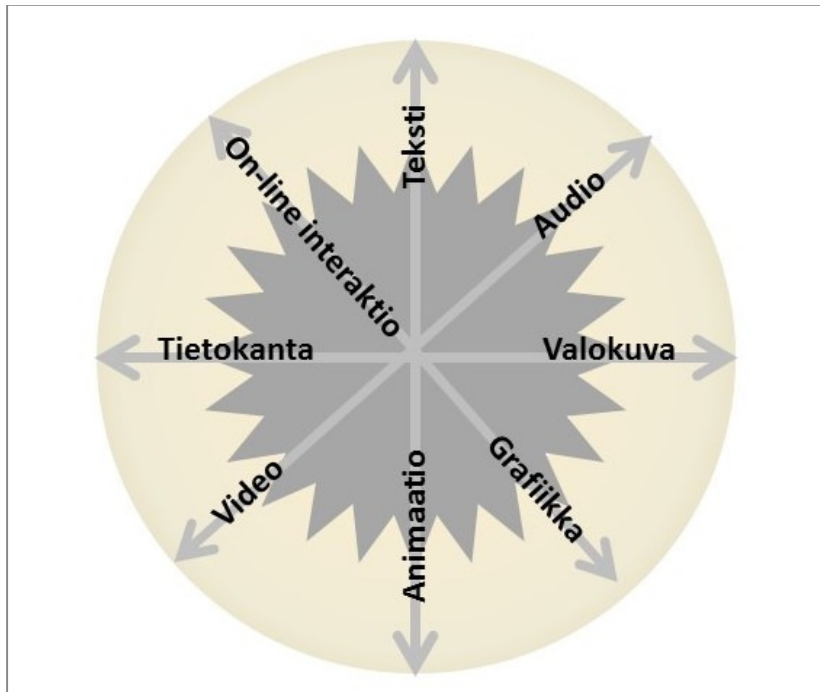 Teksti
Audio
Valokuva
Grafiikka
Animaatio
Video
Tietokanta
On-line interaktio